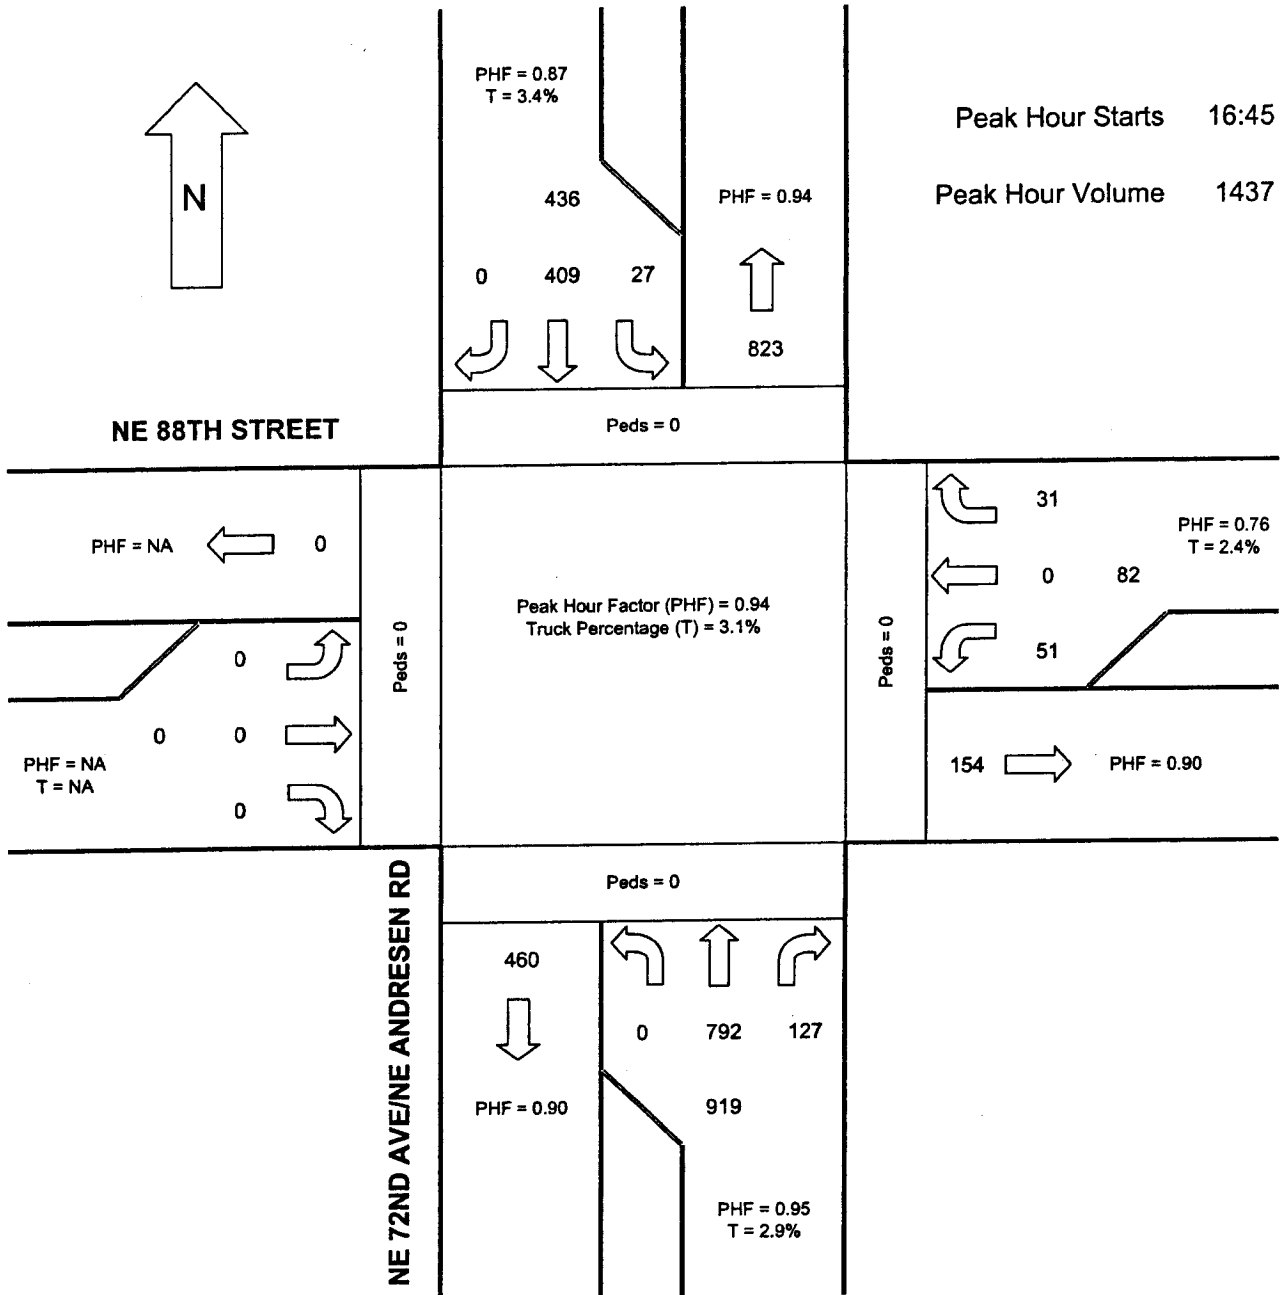 PHF = 0.87
T = 3.4%
Peak Hour Starts 16:45
Peak Hour Volume 1437
N
436
PHF = 0.94
0 409 27
823
NE 88TH STREET
Peds = 0
PHF = NA 0
Peds = 0
0
0 0
PHF = NA
T = NA
0
Peak Hour Factor (PHF) = 0.94
Truck Percentage (T) = 3.1%
Peds = 0
31
PHF = 0.76
T = 2.4%
0 82
51
154 PHF = 0.90
Peds = 0
NE 72ND AVE/NE ANDRESEN RD
460
PHF = 0.90
0 792 127
919
PHF = 0.95
T = 2.9%